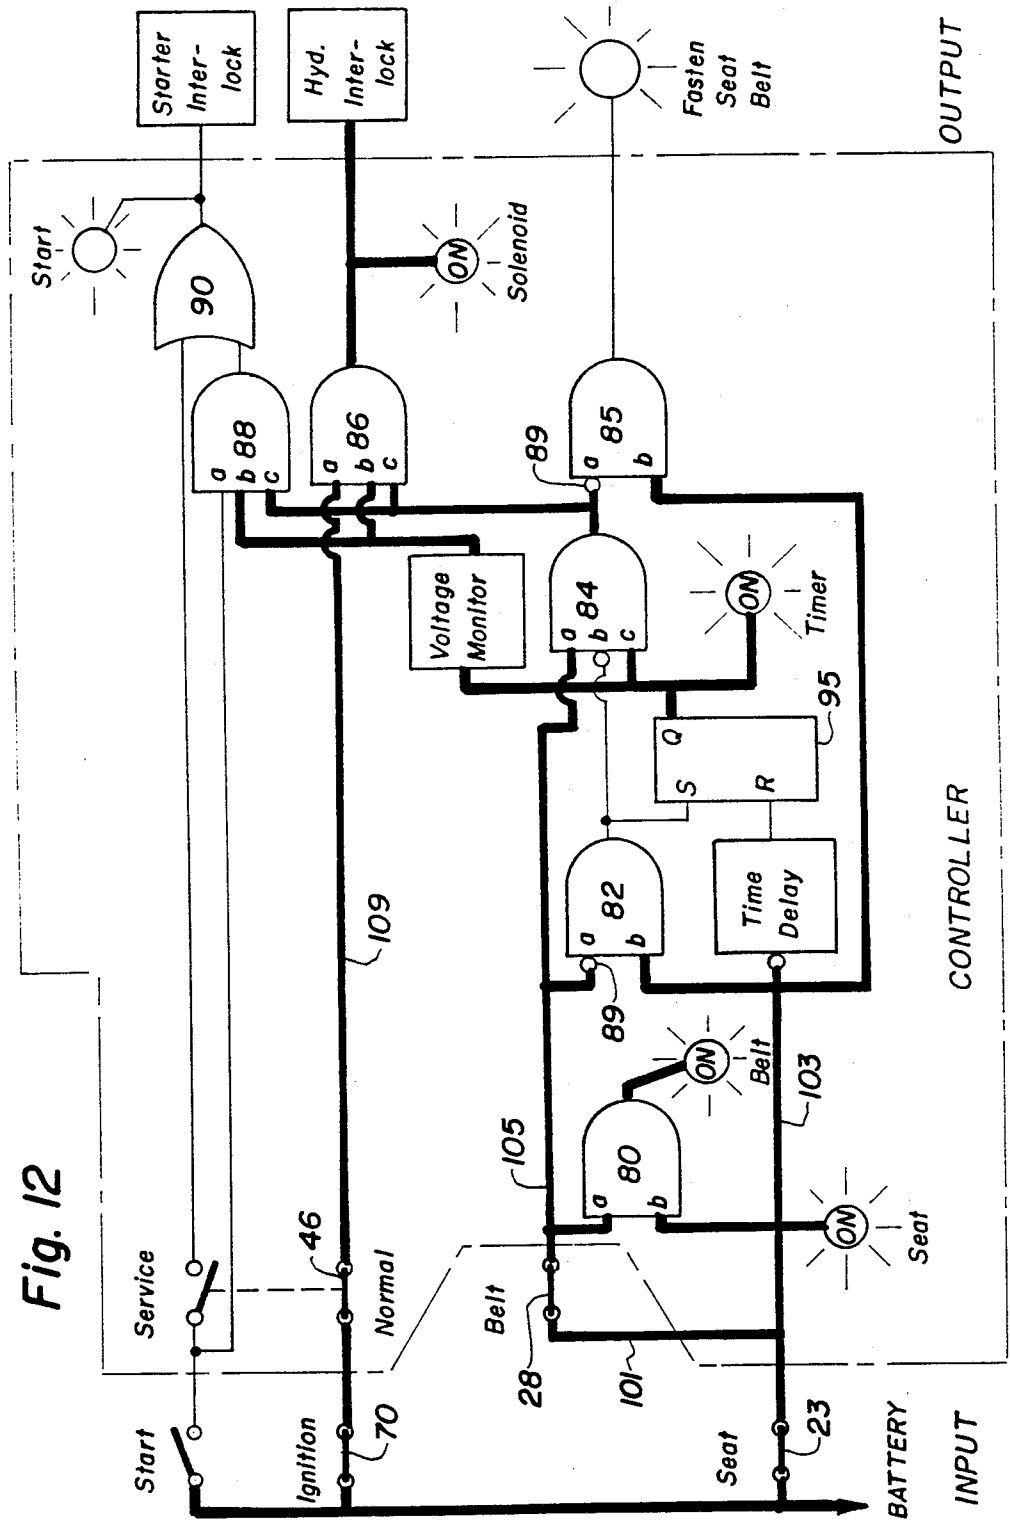 Fig. 12
Start
Service
Ignition
70
Normal
46
109
Seat
23
BATTERY
INPUT
Belt
28
101
105
103
a
b
80
ON
Belt
ON
Seat
89
a
b
82
Time
Delay
S
R
Q
95
CONTROLLER
a
b
c
84
ON
Timer
Voltage
Monitor
89
a
b
85
a
b
c
88
a
b
c
86
90
Start
ON
Solenoid
Starter
Inter-
lock
Hyd.
Inter-
lock
Fasten
Seat
Belt
OUTPUT